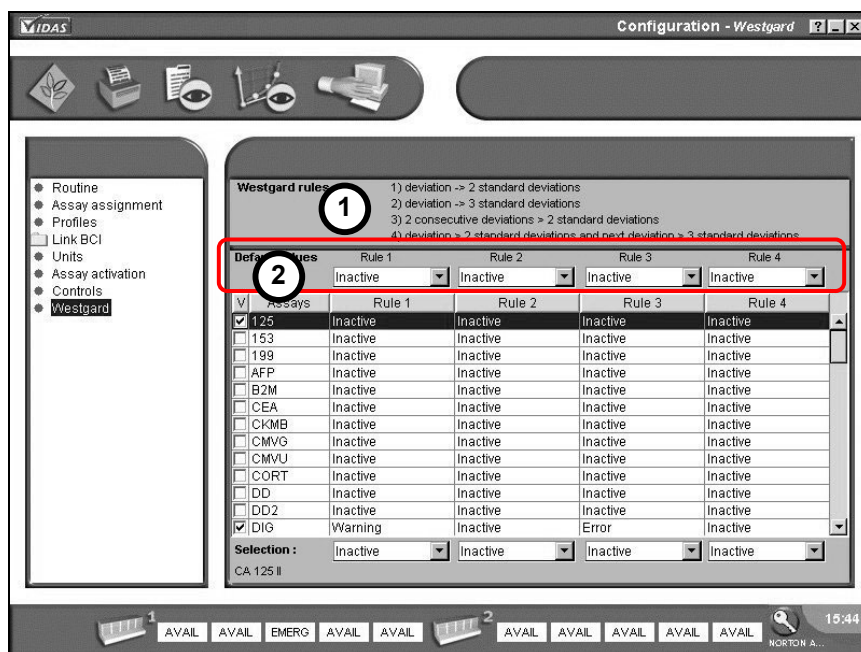 VIDAS
Configuration - Westgard
? _ X
Routine
Assay assignment
Profiles
Link BCI
Units
Assay activation
Controls
Westgard
Westgard rules
1) deviation -> 2 standard deviations
2) deviation -> 3 standard deviations
3) 2 consecutive deviations > 2 standard deviations
4) deviation > 2 standard deviations and next deviation > 3 standard deviations
1
2
Default values Rule 1 Rule 2 Rule 3 Rule 4
Inactive Inactive Inactive Inactive
V Assays Rule 1 Rule 2 Rule 3 Rule 4
125 Inactive Inactive Inactive Inactive
153 Inactive Inactive Inactive Inactive
199 Inactive Inactive Inactive Inactive
AFP Inactive Inactive Inactive Inactive
B2M Inactive Inactive Inactive Inactive
CEA Inactive Inactive Inactive Inactive
CKMB Inactive Inactive Inactive Inactive
CMVG Inactive Inactive Inactive Inactive
CMVU Inactive Inactive Inactive Inactive
CORT Inactive Inactive Inactive Inactive
DD Inactive Inactive Inactive Inactive
DD2 Inactive Inactive Inactive Inactive
DIG Warning Inactive Error Inactive
Selection : Inactive Inactive Inactive Inactive
CA 125 II
1 AVAIL AVAIL EMERG AVAIL AVAIL 2 AVAIL AVAIL AVAIL AVAIL AVAIL
15:44
NORTON A...